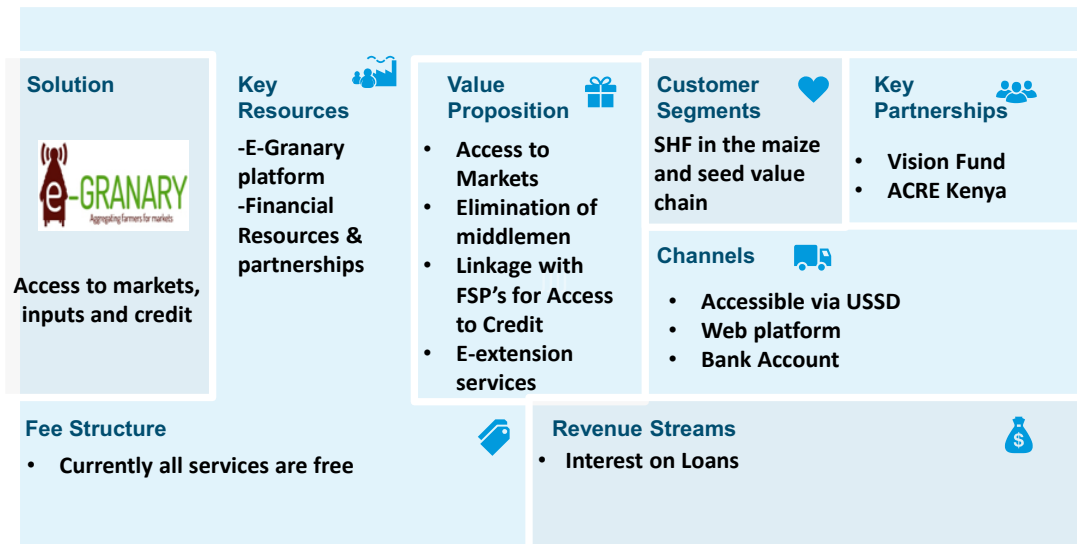 Solution
((•))
e-GRANARY
Aggregating farmers for markets
Access to markets,
inputs and credit
Key
Resources
-E-Granary
platform
-Financial
Resources &
partnerships
Value
Proposition
• Access to
Markets
• Elimination of
middlemen
• Linkage with
FSP's for Access
to Credit
• E-extension
services
Customer
Segments
SHF in the maize
and seed value
chain
Key
Partnerships
• Vision Fund
• ACRE Kenya
Channels
• Accessible via USSD
• Web platform
• Bank Account
Fee Structure
• Currently all services are free
Revenue Streams
$
• Interest on Loans